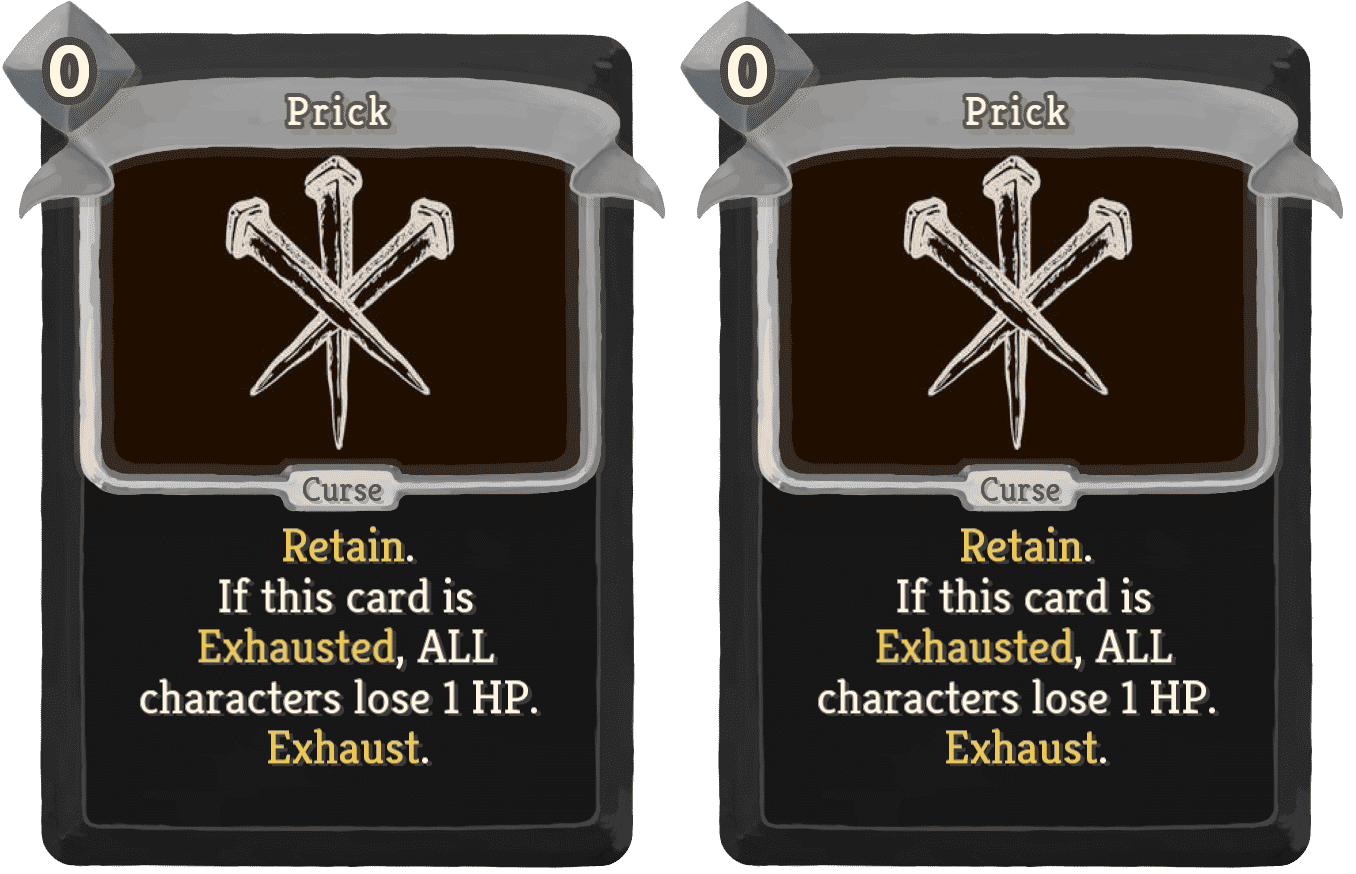 0
Prick
Curse
Retain.
If this card is
Exhausted, ALL
characters lose 1 HP.
Exhaust.
0
Prick
Curse
Retain.
If this card is
Exhausted, ALL
characters lose 1 HP.
Exhaust.